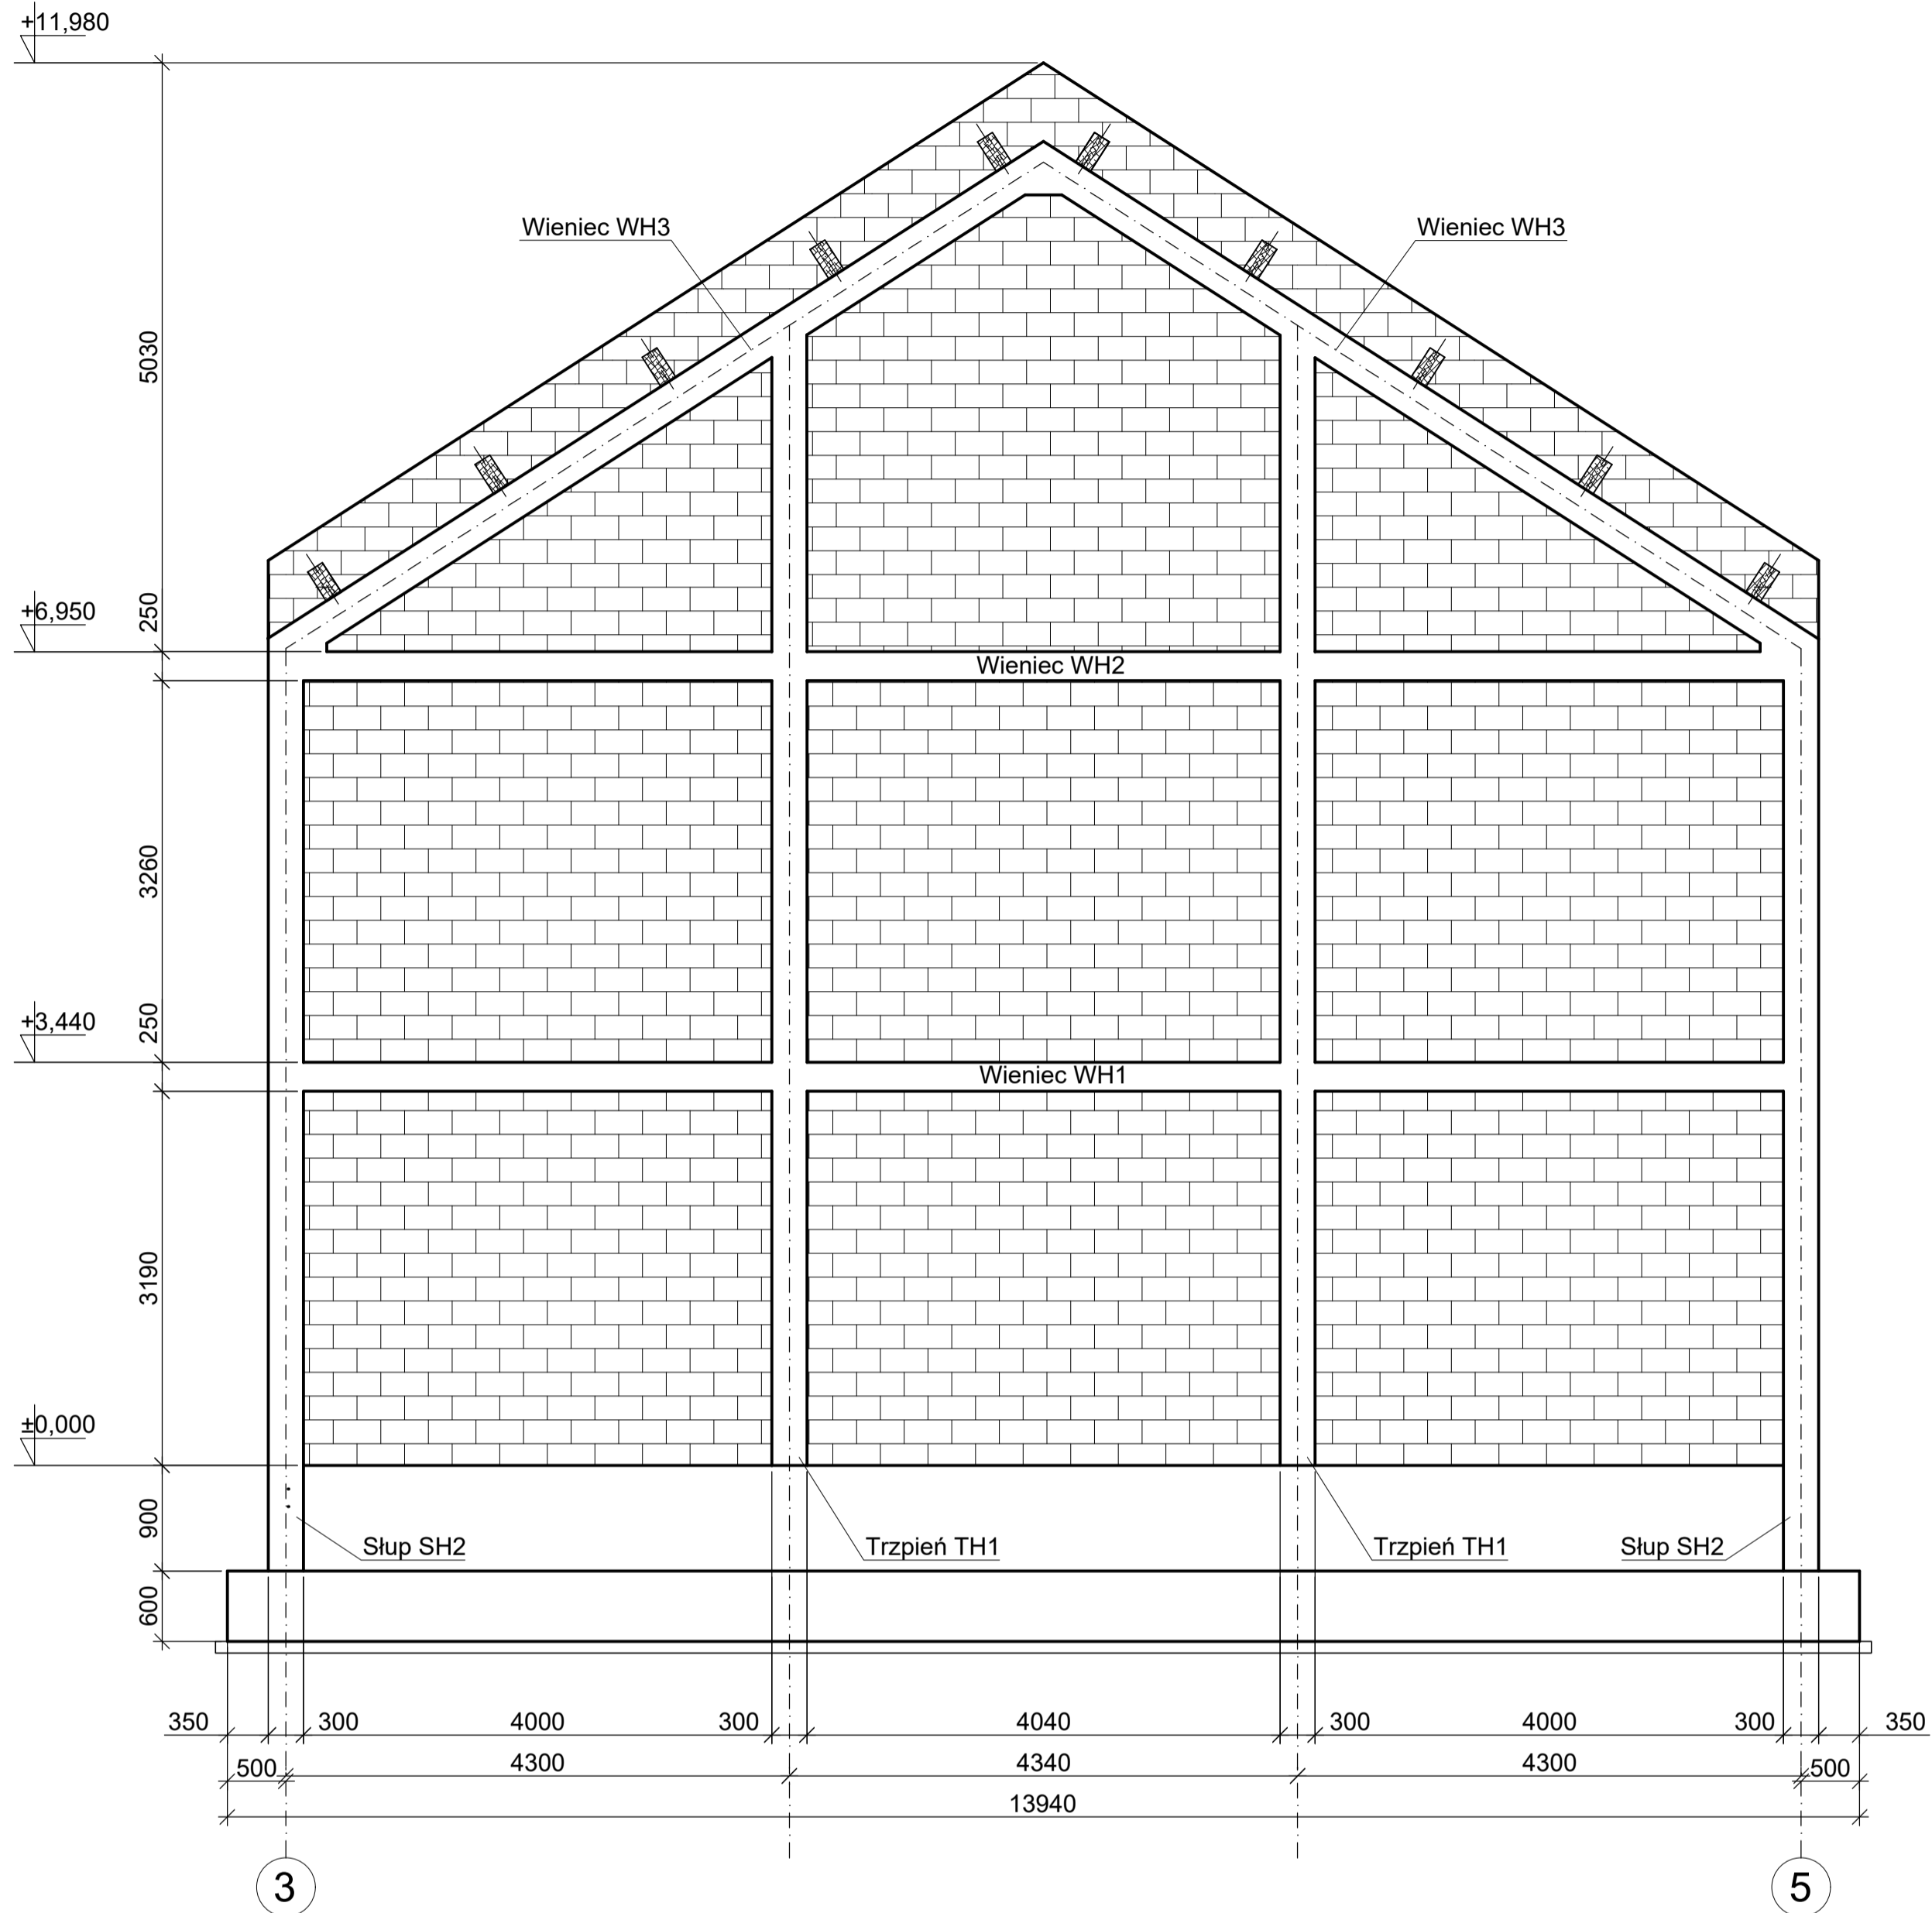 +11,980
Wieniec WH3
Wieniec WH3
5030
+6,950
250
Wieniec WH2
3260
+3,440
250
Wieniec WH1
3190
±0,000
900
Słup SH2
Trzpień TH1
Trzpień TH1
Słup SH2
600
350 300 4000 300 4040 300 4000 300 350
500 4300 4340 4300 500
13940
3 5